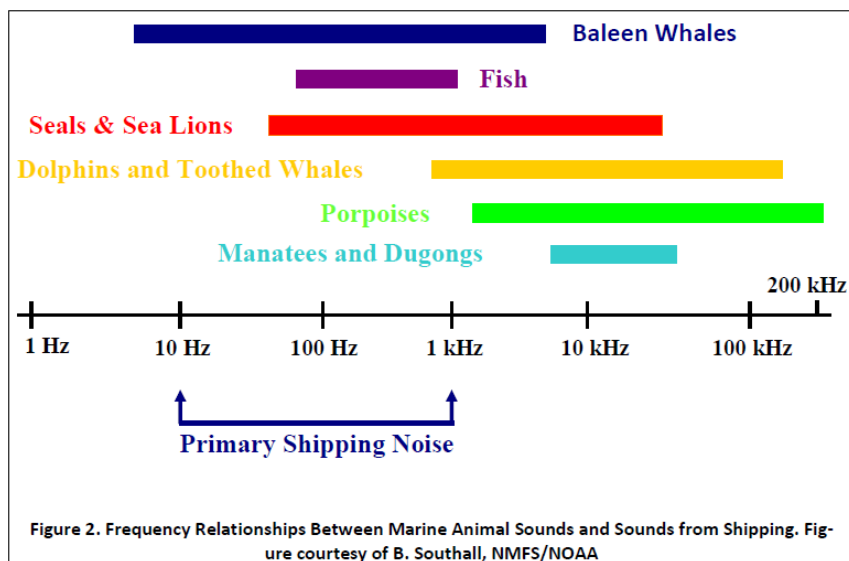 Baleen Whales
Fish
Seals & Sea Lions
Dolphins and Toothed Whales
Porpoises
Manatees and Dugongs
200 kHz
1 Hz 10 Hz 100 Hz 1 kHz 10 kHz 100 kHz
Primary Shipping Noise
Figure 2. Frequency Relationships Between Marine Animal Sounds and Sounds from Shipping. Fig-
ure courtesy of B. Southall, NMFS/NOAA